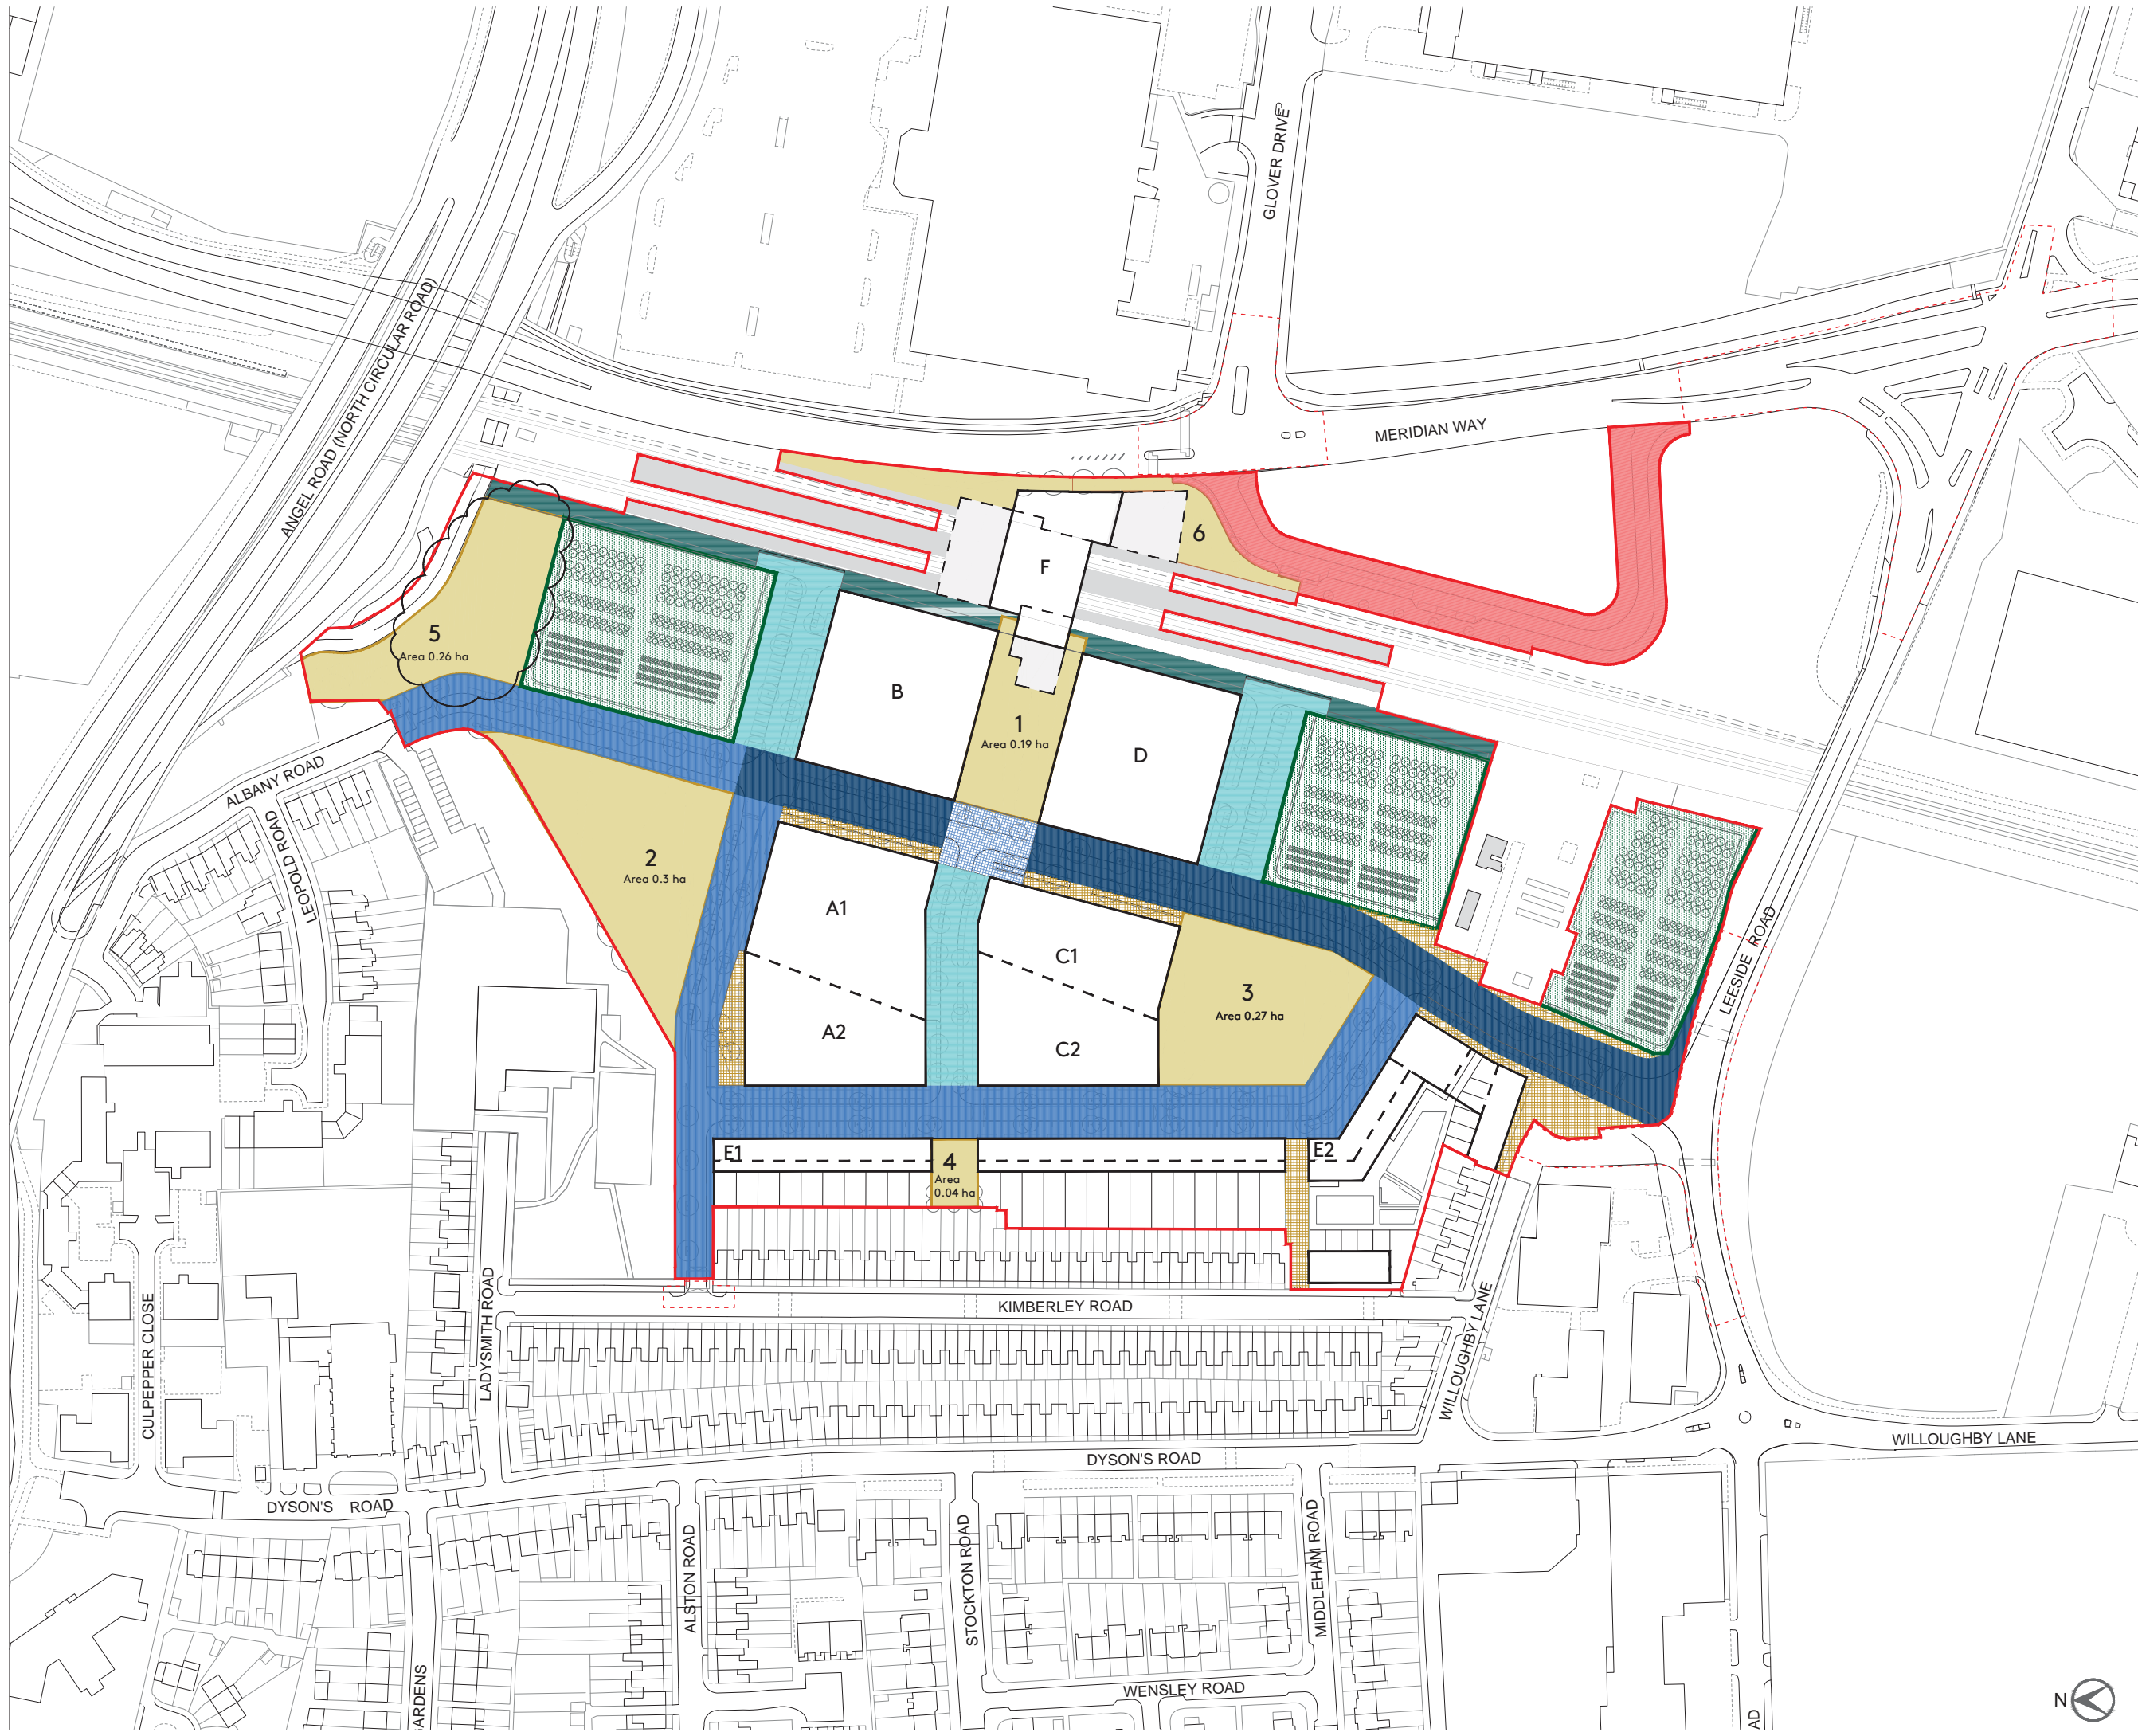 GLOVER DRIVE
ANGEL ROAD (NORTH CIRCULAR ROAD)
MERIDIAN WAY
6
F
5
Area 0.26 ha
B
1
Area 0.19 ha
D
ALBANY ROAD
LEOPOLD ROAD
2
Area 0.3 ha
A1
C1
3
Area 0.27 ha
A2
C2
LEESIDE ROAD
E1
4
Area
0.04 ha
E2
KIMBERLEY ROAD
CULPEPPER CLOSE
LADYSMITH ROAD
WILLOUGHBY LANE
WILLOUGHBY LANE
DYSON'S ROAD
DYSON'S ROAD
ALSTON ROAD
STOCKTON ROAD
MIDDLEHAM ROAD
WENSLEY ROAD
ARDENS
AD
N